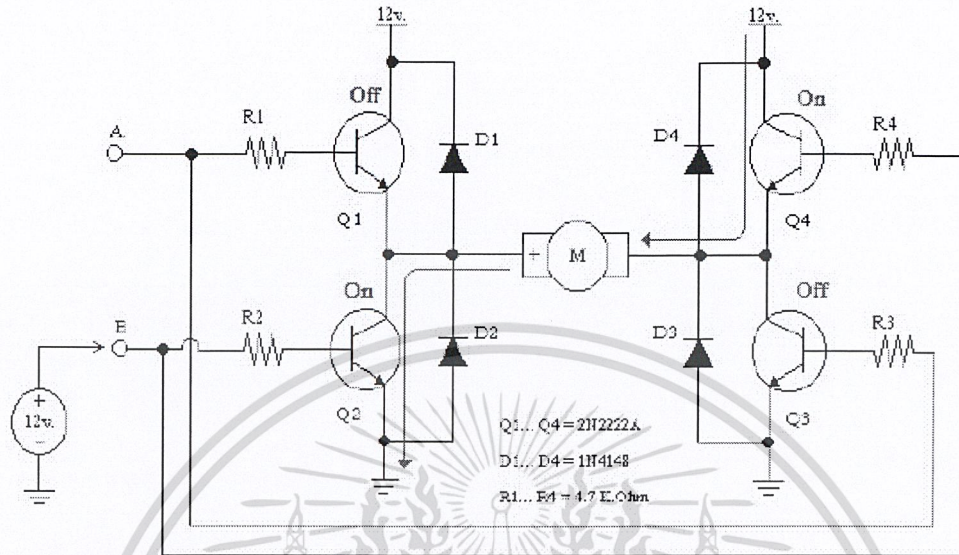 12v.
12v.
Off
On
A
R1
D1
D4
R4
Q1
Q4
+
M
On
Off
B
R2
D2
D3
R3
+
12v.
−
Q2
Q3
Q1... Q4 = 2N2222A
D1... D4 = 1N4148
R1... R4 = 4.7 K.Ohm